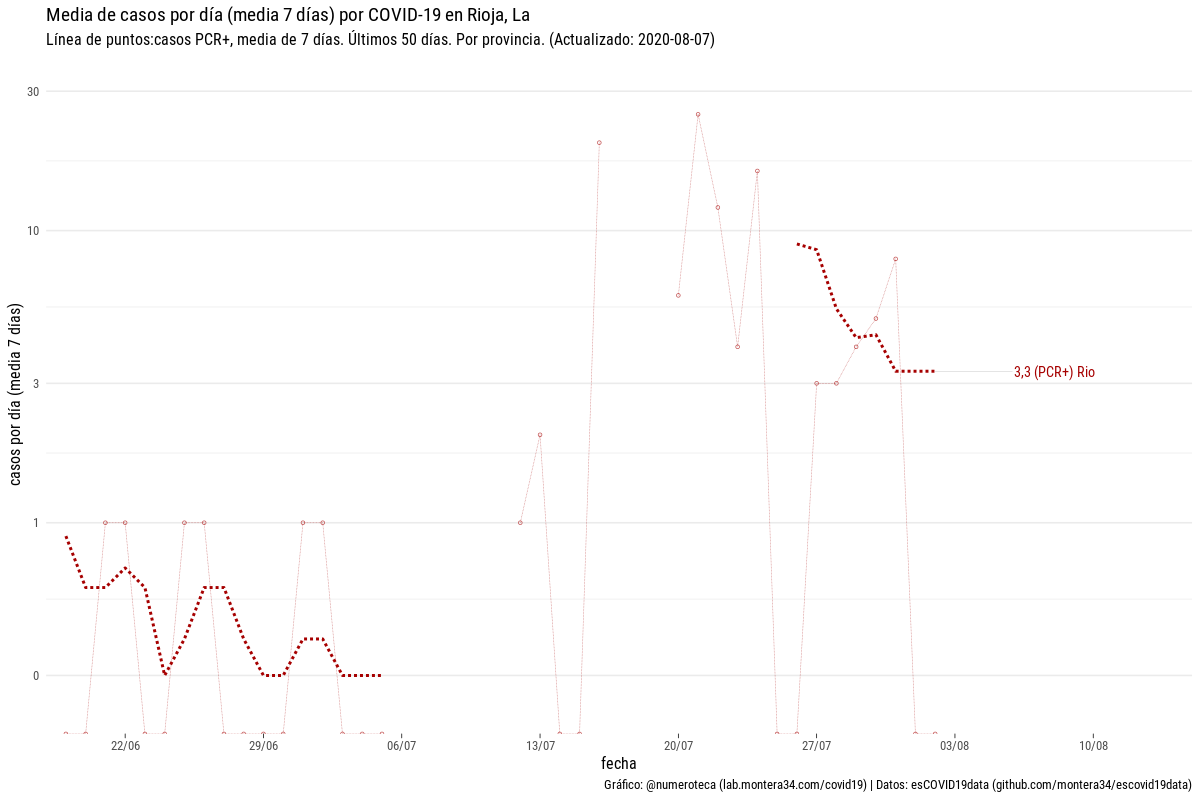 Media de casos por día (media 7 días) por COVID-19 en Rioja, La
Línea de puntos:casos PCR+, media de 7 días. Últimos 50 días. Por provincia. (Actualizado: 2020-08-07)
30
10
3
1
0
casos por día (media 7 días)
3,3 (PCR+) Rio
22/06
29/06
06/07
13/07
20/07
27/07
03/08
10/08
fecha
Gráfico: @numeroteca (lab.montera34.com/covid19) | Datos: esCOVID19data (github.com/montera34/escovid19data)